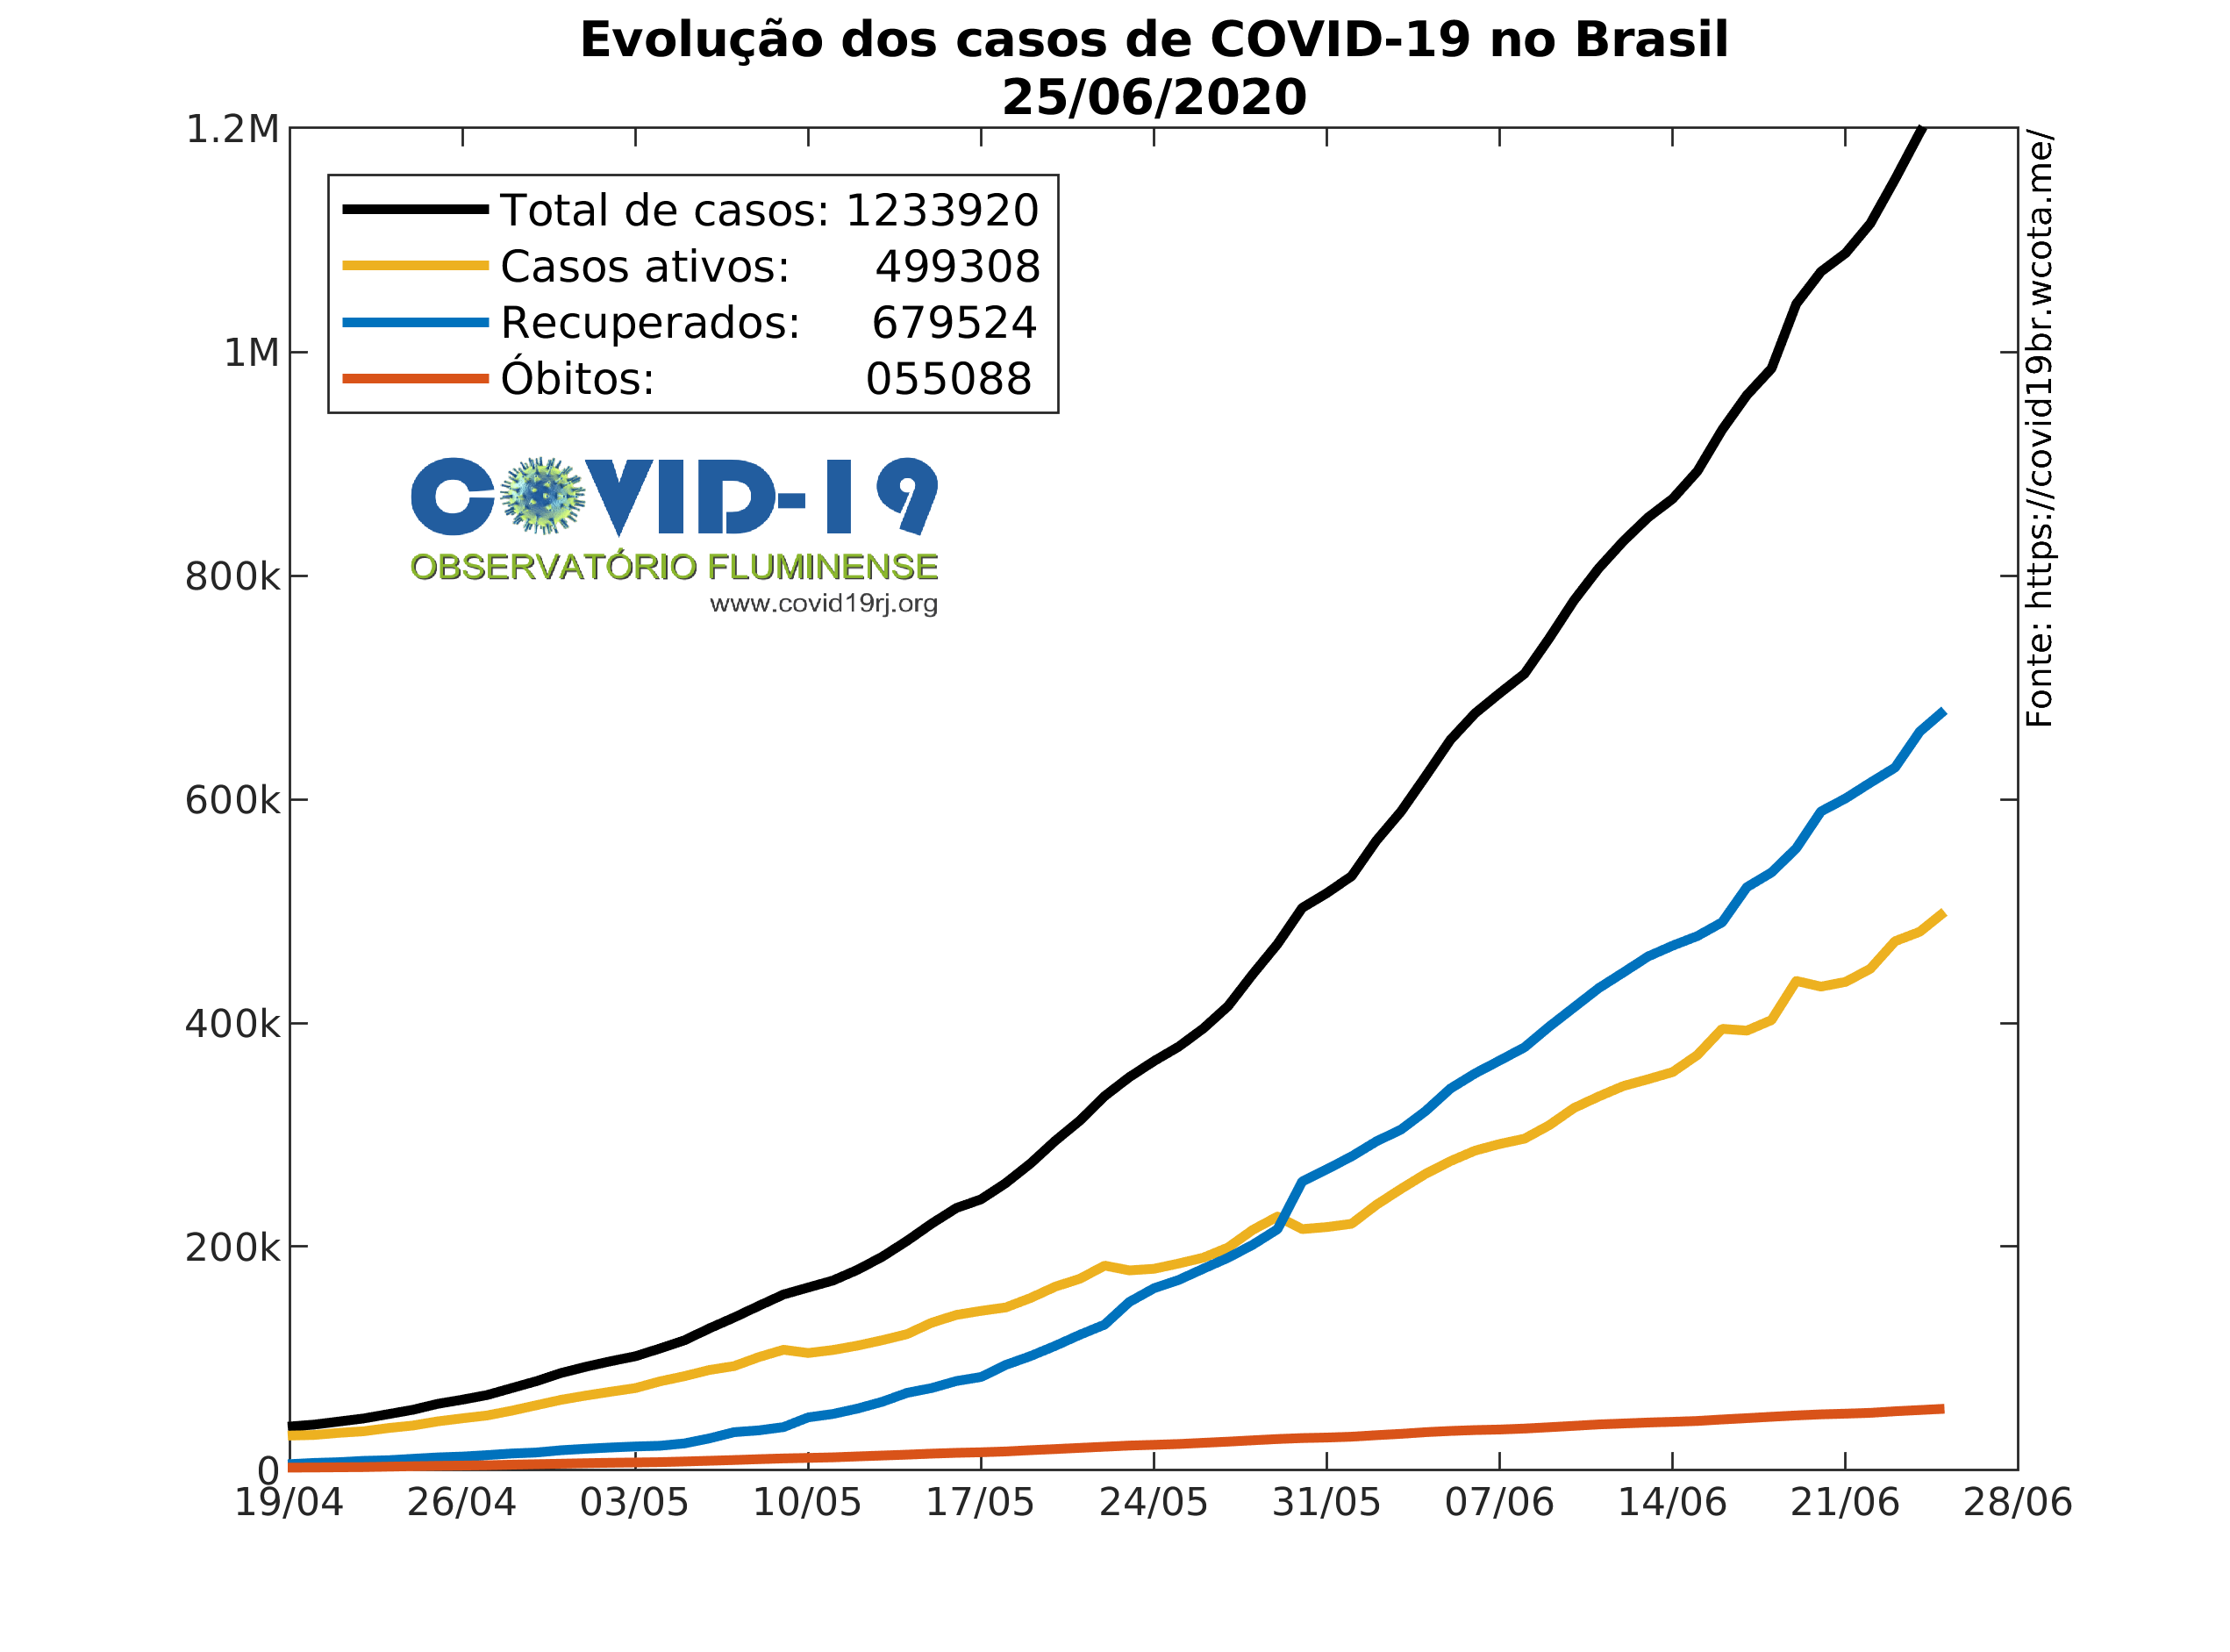 Evolução dos casos de COVID-19 no Brasil
25/06/2020
1.2M
1M
800k
600k
400k
200k
0
Total de casos: 1233920
Casos ativos: 499308
Recuperados: 679524
Óbitos: 055088
COVID-19
OBSERVATÓRIO FLUMINENSE
www.covid19rj.org
Fonte: https://covid19br.wcota.me/
19/04 26/04 03/05 10/05 17/05 24/05 31/05 07/06 14/06 21/06 28/06